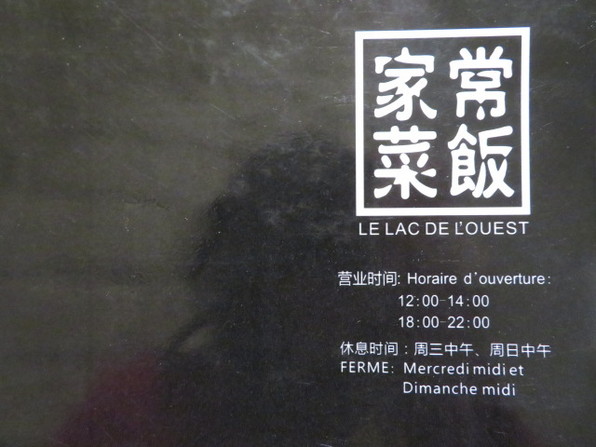 家常
菜飯
LE LAC DE L'OUEST
营业时间: Horaire d'ouverture:
12:00-14:00
18:00-22:00
休息时间：周三中午、周日中午
FERME: Mercredi midi et
Dimanche midi